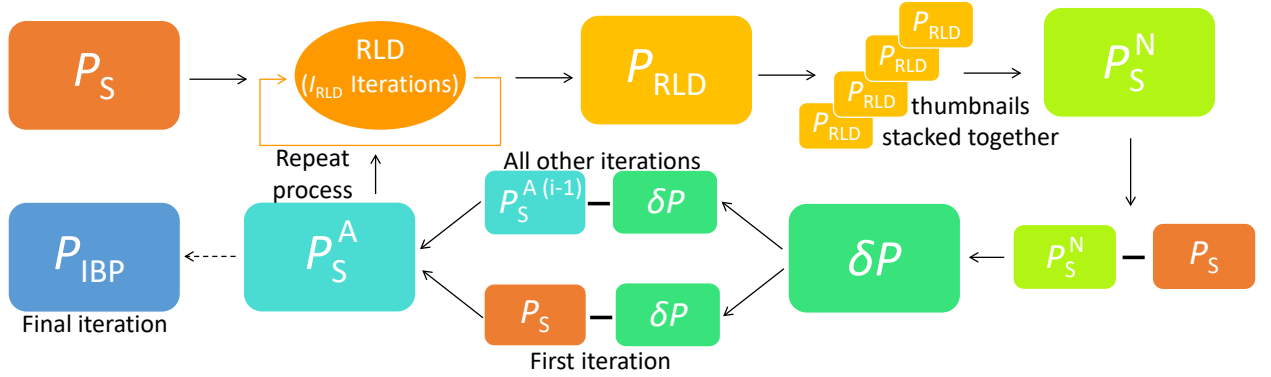 P_S
RLD
(I_RLD Iterations)
P_RLD
P_RLD
P_RLD
P_RLD
P_RLD
thumbnails
stacked together
P_S^N
Repeat
process
All other iterations
P_S^A (i-1) – δP
P_IBP
P_S^A
δP
P_S^N – P_S
P_S – δP
Final iteration
First iteration